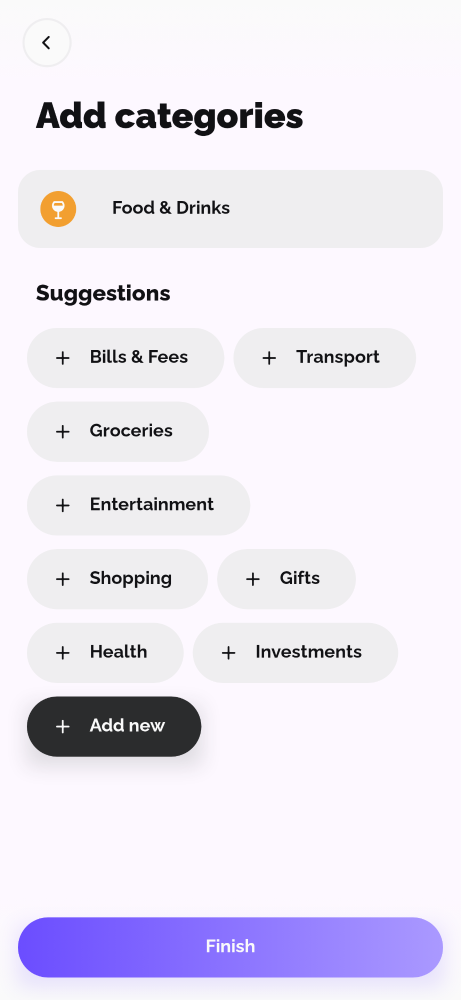 Add categories
Food & Drinks
Suggestions
Bills & Fees
Transport
Groceries
Entertainment
Shopping
Gifts
Health
Investments
Add new
Finish